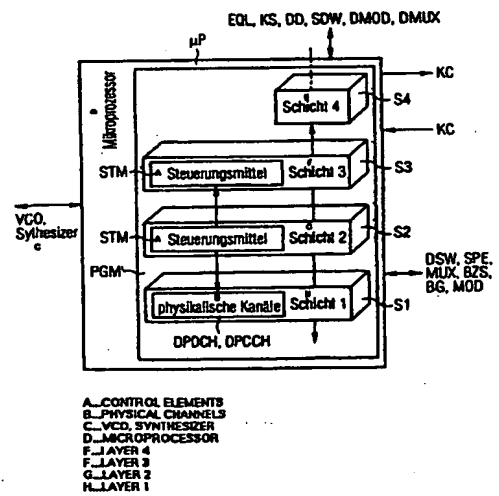 EQL, KS, DD, SDW, DMOD, DMUX
µP
KC
Mikroprozessor
Schicht 4
S4
KC
STM
Steuerungsmittel
Schicht 3
S3
VCO,
Sythesizer
c
STM
Steuerungsmittel
Schicht 2
S2
DSW, SPE,
MUX, BZS,
BG, MOD
PGM
physikalische Kanäle
Schicht 1
S1
DPDCH, DPCCH
A...CONTROL ELEMENTS
B...PHYSICAL CHANNELS
C...VCD, SYNTHESIZER
D...MICROPROCESSOR
F...LAYER 4
F...LAYER 3
G...LAYER 2
H...LAYER 1